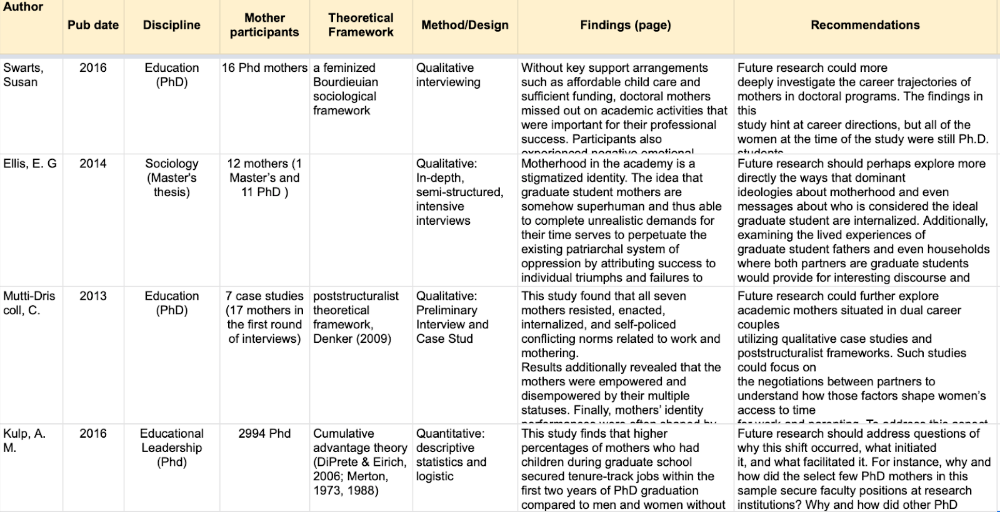 Author
Pub date
Discipline
Mother
participants
Theoretical
Framework
Method/Design
Findings (page)
Recommendations
Swarts,
Susan
2016
Education
(PhD)
16 Phd mothers
a feminized
Bourdieuian
sociological
framework
Qualitative
interviewing
Without key support arrangements
such as affordable child care and
sufficient funding, doctoral mothers
missed out on academic activities that
were important for their professional
success. Participants also
experienced negative emotional
Future research could more
deeply investigate the career trajectories of
mothers in doctoral programs. The findings in
this
study hint at career directions, but all of the
women at the time of the study were still Ph.D.
students
Ellis, E. G
2014
Sociology
(Master's
thesis)
12 mothers (1
Master’s and
11 PhD )
Qualitative:
In-depth,
semi-structured,
intensive
interviews
Motherhood in the academy is a
stigmatized identity. The idea that
graduate student mothers are
somehow superhuman and thus able
to complete unrealistic demands for
their time serves to perpetuate the
existing patriarchal system of
oppression by attributing success to
individual triumphs and failures to
Future research should perhaps explore more
directly the ways that dominant
ideologies about motherhood and even
messages about who is considered the ideal
graduate student are internalized. Additionally,
examining the lived experiences of
graduate student fathers and even households
where both partners are graduate students
would provide for interesting discourse and
Mutti-Dris
coll, C.
2013
Education
(PhD)
7 case studies
(17 mothers in
the first round
of interviews)
poststructuralist
theoretical
framework,
Denker (2009)
Qualitative:
Preliminary
Interview and
Case Stud
This study found that all seven
mothers resisted, enacted,
internalized, and self-policed
conflicting norms related to work and
mothering.
Results additionally revealed that the
mothers were empowered and
disempowered by their multiple
statuses. Finally, mothers’ identity
performances were often shaped by
Future research could further explore
academic mothers situated in dual career
couples
utilizing qualitative case studies and
poststructuralist frameworks. Such studies
could focus on
the negotiations between partners to
understand how those factors shape women’s
access to time
for work and parenting. To address this aspect
Kulp, A.
M.
2016
Educational
Leadership
(Phd)
2994 Phd
Cumulative
advantage theory
(DiPrete & Eirich,
2006; Merton,
1973, 1988)
Quantitative:
descriptive
statistics and
logistic
This study finds that higher
percentages of mothers who had
children during graduate school
secured tenure-track jobs within the
first two years of PhD graduation
compared to men and women without
Future research should address questions of
why this shift occurred, what initiated
it, and what facilitated it. For instance, why and
how did the select few PhD mothers in this
sample secure faculty positions at research
institutions? Why and how did other PhD